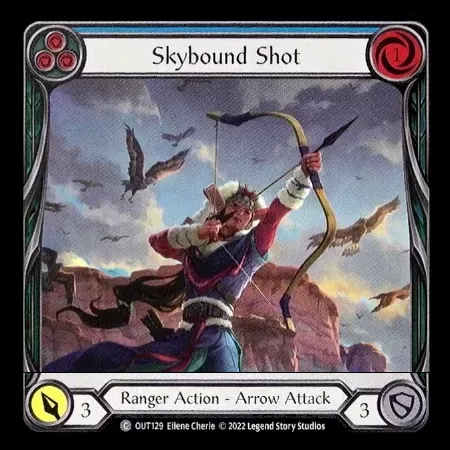 Skybound Shot
1
3
Ranger Action - Arrow Attack
3
C OUT129 Eilene Cherie © 2022 Legend Story Studios